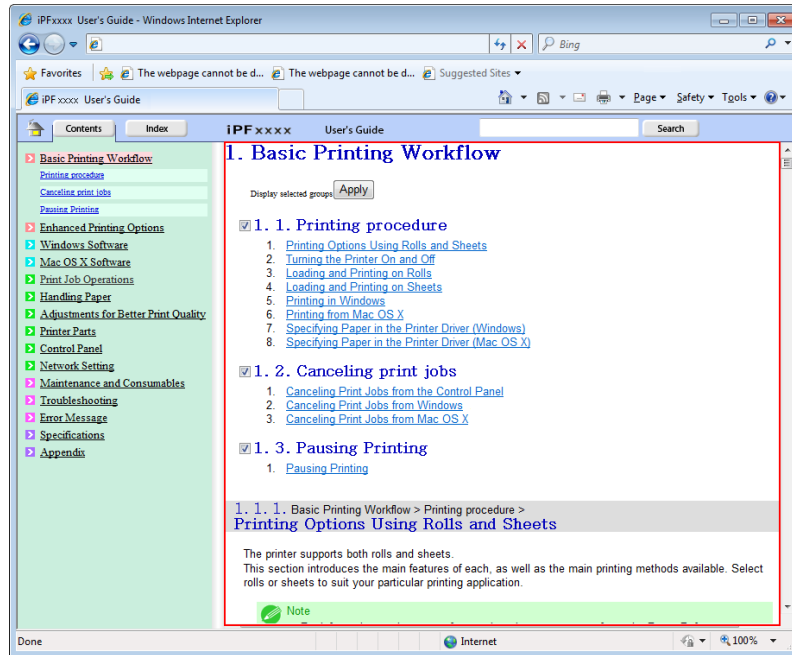 iPFxxxx User's Guide - Windows Internet Explorer
Bing
Favorites
The webpage cannot be d...
The webpage cannot be d...
Suggested Sites
iPF xxxx User's Guide
Page
Safety
Tools
Contents
Index
iPFxxxx
User's Guide
Search
Basic Printing Workflow
Printing procedure
Canceling print jobs
Pausing Printing
Enhanced Printing Options
Windows Software
Mac OS X Software
Print Job Operations
Handling Paper
Adjustments for Better Print Quality
Printer Parts
Control Panel
Network Setting
Maintenance and Consumables
Troubleshooting
Error Message
Specifications
Appendix
1. Basic Printing Workflow
Display selected groups Apply
1. 1. Printing procedure
1. Printing Options Using Rolls and Sheets
2. Turning the Printer On and Off
3. Loading and Printing on Rolls
4. Loading and Printing on Sheets
5. Printing in Windows
6. Printing from Mac OS X
7. Specifying Paper in the Printer Driver (Windows)
8. Specifying Paper in the Printer Driver (Mac OS X)
1. 2. Canceling print jobs
1. Canceling Print Jobs from the Control Panel
2. Canceling Print Jobs from Windows
3. Canceling Print Jobs from Mac OS X
1. 3. Pausing Printing
1. Pausing Printing
1. 1. 1. Basic Printing Workflow > Printing procedure >
Printing Options Using Rolls and Sheets
The printer supports both rolls and sheets.
This section introduces the main features of each, as well as the main printing methods available. Select
rolls or sheets to suit your particular printing application.
Note
Done
Internet
100%